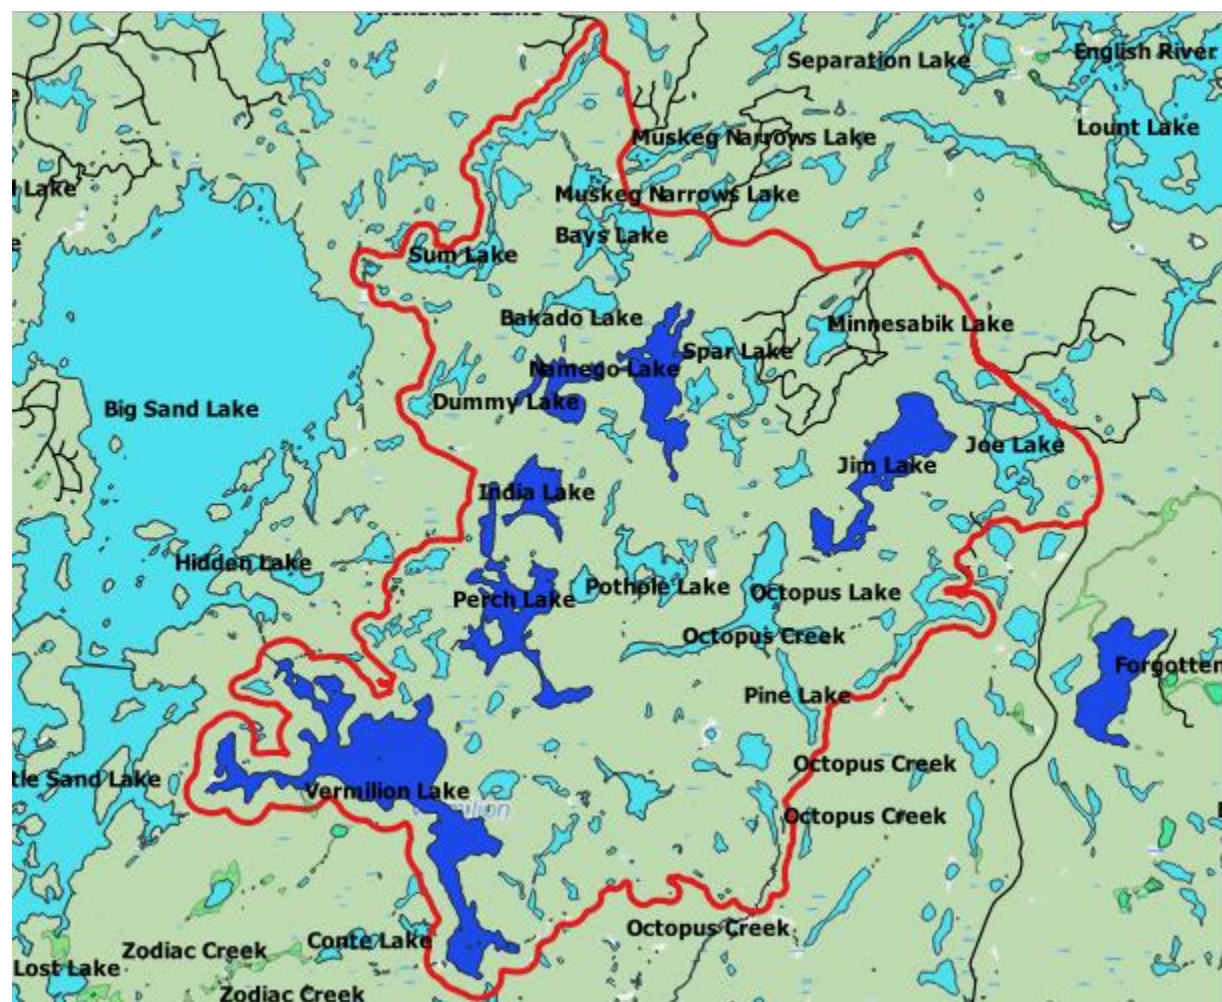 Separation Lake
English River
Lount Lake
Muskeg Narrows Lake
Lake
Muskeg Narrows Lake
Bays Lake
Sum Lake
Bakado Lake
Minnesabik Lake
Spar Lake
Namego Lake
Dummy Lake
Big Sand Lake
Joe Lake
Jim Lake
India Lake
Hidden Lake
Pothole Lake
Octopus Lake
Perch Lake
Octopus Creek
Forgotten
Pine Lake
Octopus Creek
tle Sand Lake
Vermilion Lake
Vermilion
Octopus Creek
Octopus Creek
Conte Lake
Zodiac Creek
Lost Lake
Zodiac Creek